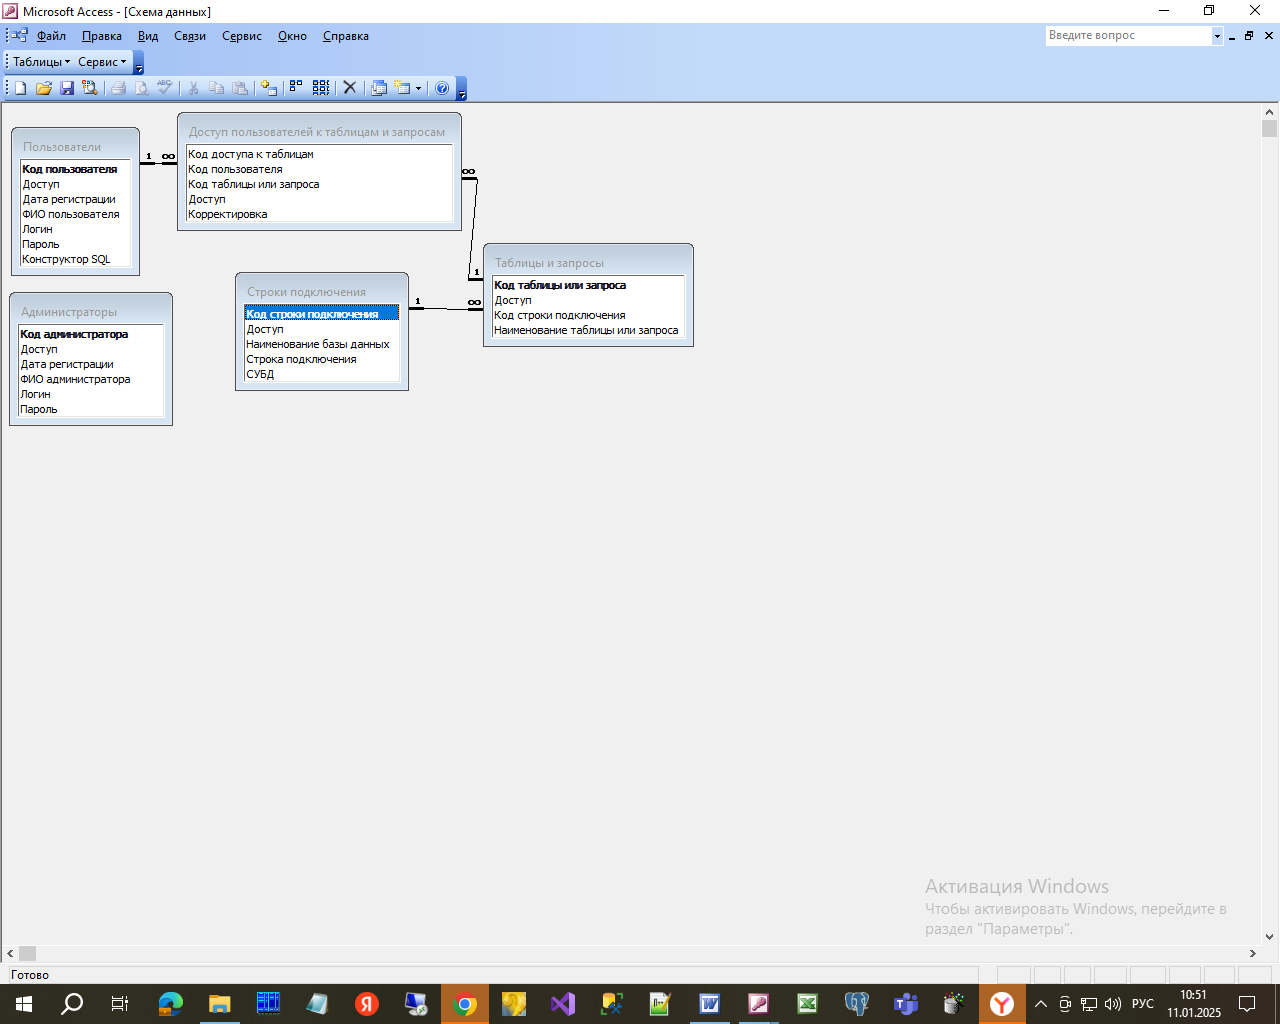 Microsoft Access - [Схема данных]
Файл Правка Вид Связи Сервис Окно Справка
Введите вопрос
Таблицы Сервис
Пользователи
Код пользователя
Доступ
Дата регистрации
ФИО пользователя
Логин
Пароль
Конструктор SQL
1 ∞
Доступ пользователей к таблицам и запросам
Код доступа к таблицам
Код пользователя
Код таблицы или запроса
Доступ
Корректировка
∞
1
Таблицы и запросы
Код таблицы или запроса
Доступ
Код строки подключения
Наименование таблицы или запроса
Строки подключения
Код строки подключения
Доступ
Наименование базы данных
Строка подключения
СУБД
1 ∞
Администраторы
Код администратора
Доступ
Дата регистрации
ФИО администратора
Логин
Пароль
Активация Windows
Чтобы активировать Windows, перейдите в
раздел "Параметры".
Готово
РУС
10:51
11.01.2025